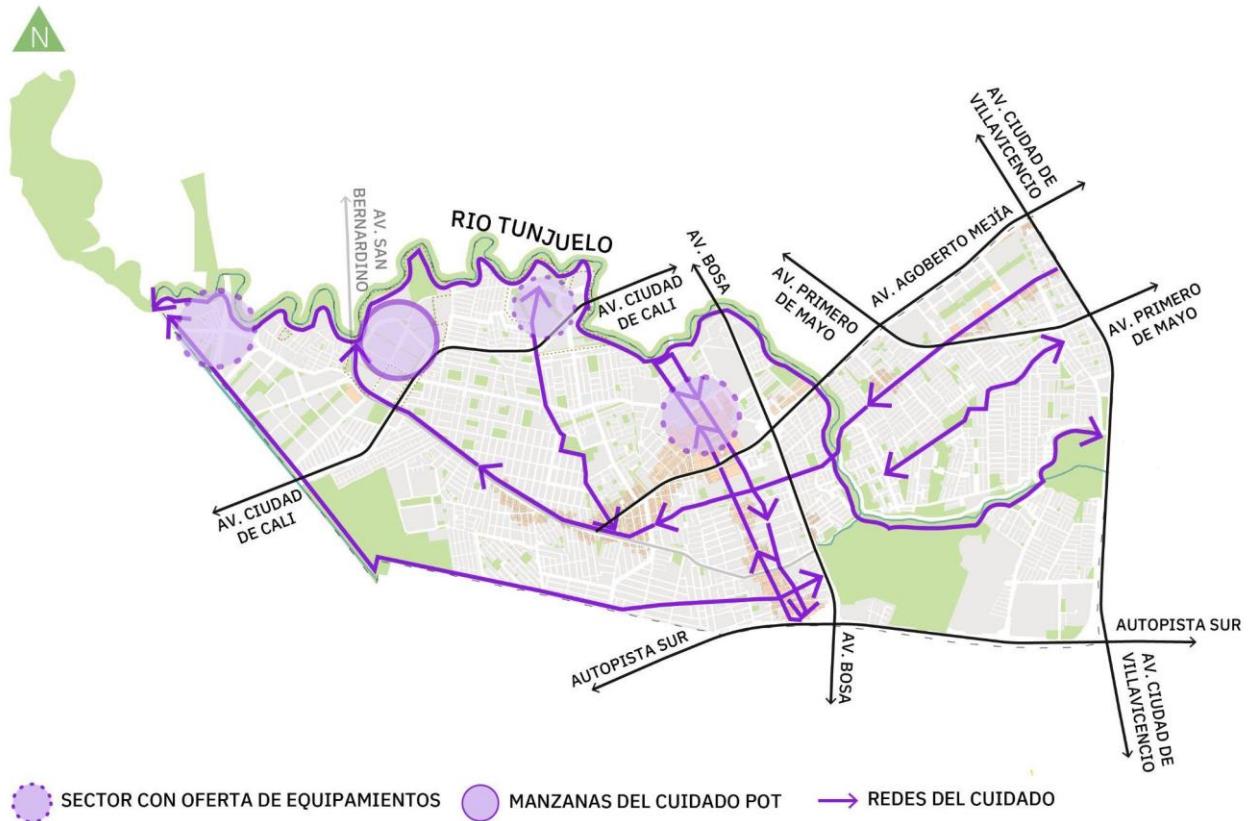 N
AV. CIUDAD DE
VILLAVICENCIO
AV. SAN
BERNARDINO
RIO TUNJUELO
AV. BOSA
AV. AGOBERTO MEJÍA
AV. PRIMERO
DE MAYO
AV. CIUDAD
DE CALI
AV. PRIMERO
DE MAYO
AV. CIUDAD
DE CALI
AUTOPISTA SUR
AUTOPISTA SUR
AV. BOSA
AV. CIUDAD DE
VILLAVICENCIO
SECTOR CON OFERTA DE EQUIPAMIENTOS
MANZANAS DEL CUIDADO POT
REDES DEL CUIDADO